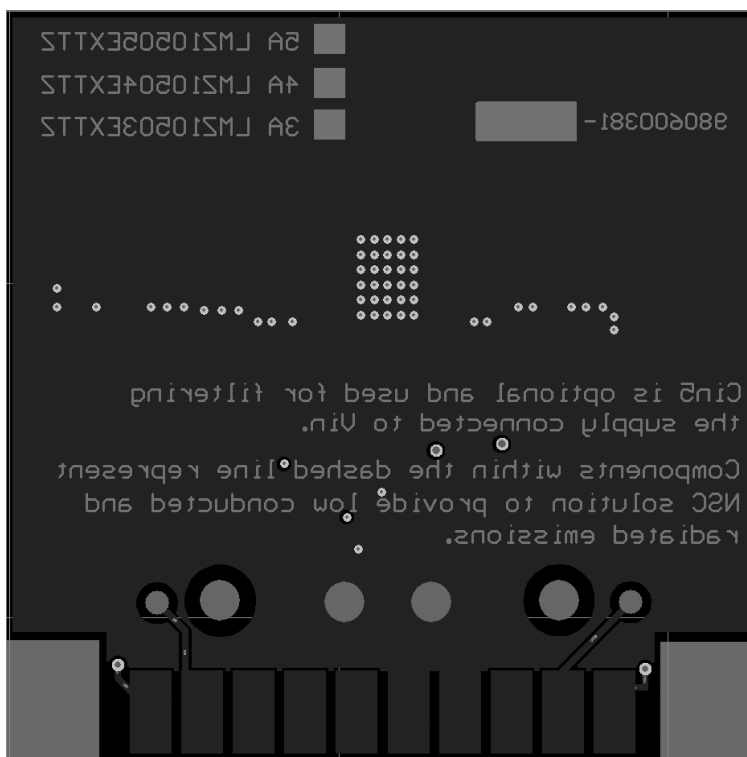 5A LMZ10505EXTTZ
4A LMZ10504EXTTZ
3A LMZ10503EXTTZ
980600381-
Cin5 is optional and used for filtering
the supply connected to Vin.
Components within the dashed line represent
NSC solution to provide low conducted and
radiated emissions.